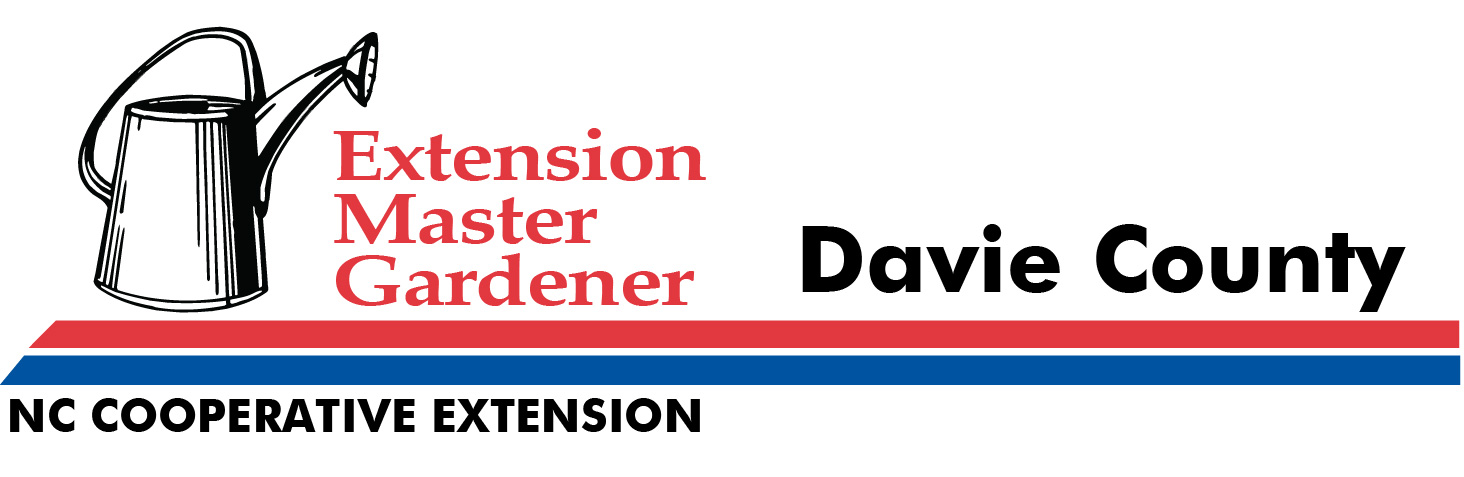 Extension
Master
Gardener
Davie County
NC COOPERATIVE EXTENSION